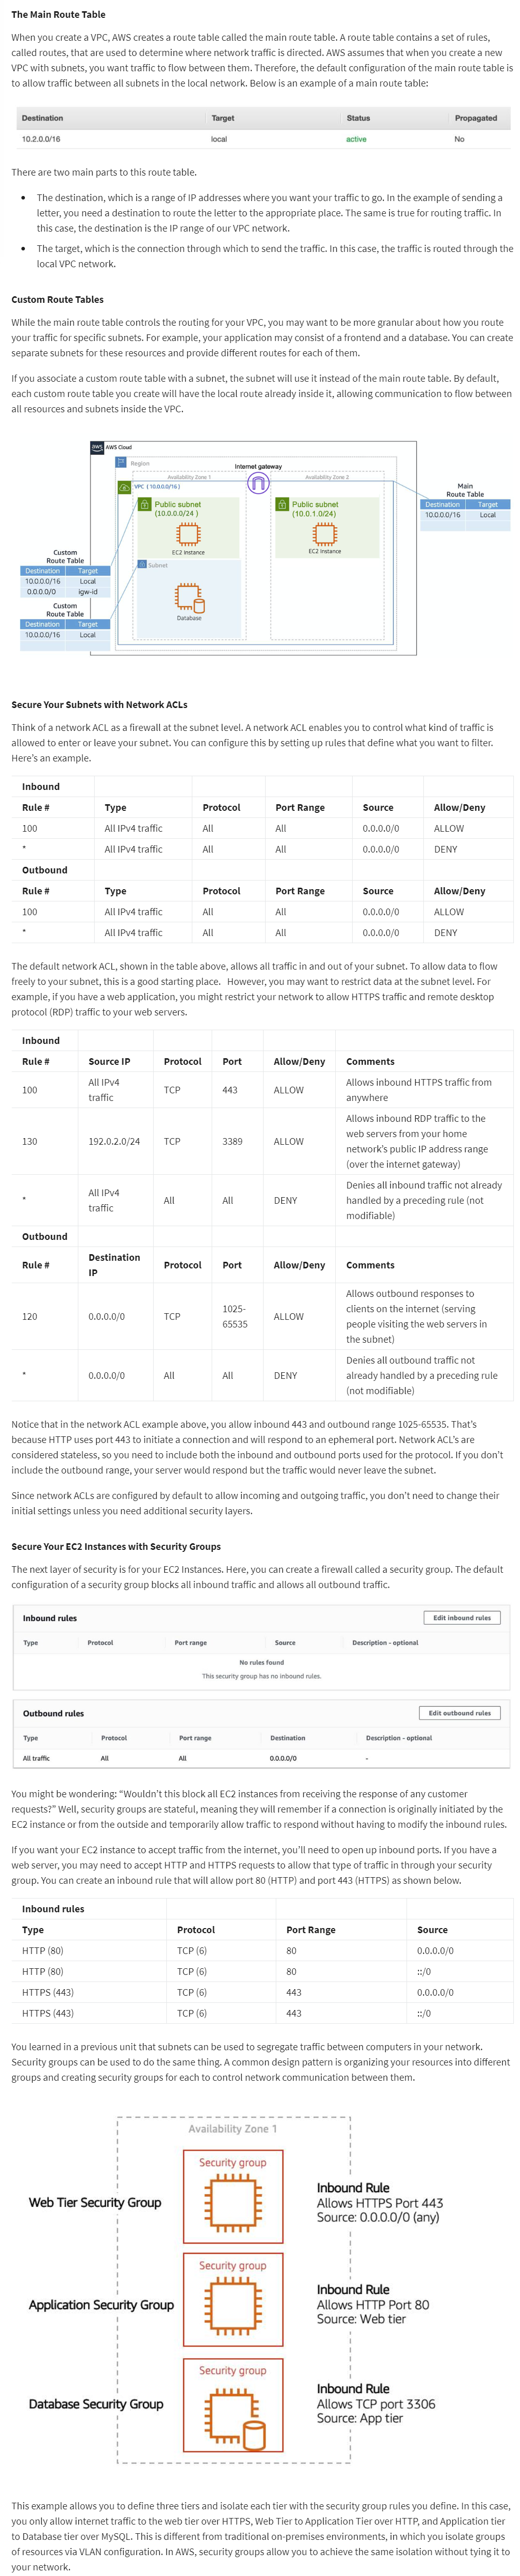 The Main Route Table
When you create a VPC, AWS creates a route table called the main route table. A route table contains a set of rules,
called routes, that are used to determine where network traffic is directed. AWS assumes that when you create a new
VPC with subnets, you want traffic to flow between them. Therefore, the default configuration of the main route table is
to allow traffic between all subnets in the local network. Below is an example of a main route table:
Destination Target Status Propagated
10.2.0.0/16 local active No
There are two main parts to this route table.
• The destination, which is a range of IP addresses where you want your traffic to go. In the example of sending a
letter, you need a destination to route the letter to the appropriate place. The same is true for routing traffic. In
this case, the destination is the IP range of our VPC network.
• The target, which is the connection through which to send the traffic. In this case, the traffic is routed through the
local VPC network.
Custom Route Tables
While the main route table controls the routing for your VPC, you may want to be more granular about how you route
your traffic for specific subnets. For example, your application may consist of a frontend and a database. You can create
separate subnets for these resources and provide different routes for each of them.
If you associate a custom route table with a subnet, the subnet will use it instead of the main route table. By default,
each custom route table you create will have the local route already inside it, allowing communication to flow between
all resources and subnets inside the VPC.
aws AWS Cloud
Region
Internet gateway
Availability Zone 1
Availability Zone 2
VPC (10.0.0.0/16)
Public subnet
(10.0.0.0/24 )
EC2 Instance
Public subnet
(10.0.1.0/24)
EC2 Instance
Subnet
Database
Main
Route Table
Destination Target
10.0.0.0/16 Local
Custom
Route Table
Destination Target
10.0.0.0/16 Local
0.0.0.0/0 igw-id
Custom
Route Table
Destination Target
10.0.0.0/16 Local
Secure Your Subnets with Network ACLs
Think of a network ACL as a firewall at the subnet level. A network ACL enables you to control what kind of traffic is
allowed to enter or leave your subnet. You can configure this by setting up rules that define what you want to filter.
Here's an example.
Inbound
Rule # Type Protocol Port Range Source Allow/Deny
100 All IPv4 traffic All All 0.0.0.0/0 ALLOW
* All IPv4 traffic All All 0.0.0.0/0 DENY
Outbound
Rule # Type Protocol Port Range Source Allow/Deny
100 All IPv4 traffic All All 0.0.0.0/0 ALLOW
* All IPv4 traffic All All 0.0.0.0/0 DENY
The default network ACL, shown in the table above, allows all traffic in and out of your subnet. To allow data to flow
freely to your subnet, this is a good starting place. However, you may want to restrict data at the subnet level. For
example, if you have a web application, you might restrict your network to allow HTTPS traffic and remote desktop
protocol (RDP) traffic to your web servers.
Inbound
Rule # Source IP Protocol Port Allow/Deny Comments
100 All IPv4 traffic TCP 443 ALLOW Allows inbound HTTPS traffic from anywhere
130 192.0.2.0/24 TCP 3389 ALLOW Allows inbound RDP traffic to the web servers from your home network's public IP address range (over the internet gateway)
* All IPv4 traffic All All DENY Denies all inbound traffic not already handled by a preceding rule (not modifiable)
Outbound
Rule # Destination IP Protocol Port Allow/Deny Comments
120 0.0.0.0/0 TCP 1025-65535 ALLOW Allows outbound responses to clients on the internet (serving people visiting the web servers in the subnet)
* 0.0.0.0/0 All All DENY Denies all outbound traffic not already handled by a preceding rule (not modifiable)
Notice that in the network ACL example above, you allow inbound 443 and outbound range 1025-65535. That's
because HTTP uses port 443 to initiate a connection and will respond to an ephemeral port. Network ACL's are
considered stateless, so you need to include both the inbound and outbound ports used for the protocol. If you don't
include the outbound range, your server would respond but the traffic would never leave the subnet.
Since network ACLs are configured by default to allow incoming and outgoing traffic, you don't need to change their
initial settings unless you need additional security layers.
Secure Your EC2 Instances with Security Groups
The next layer of security is for your EC2 Instances. Here, you can create a firewall called a security group. The default
configuration of a security group blocks all inbound traffic and allows all outbound traffic.
Inbound rules Edit inbound rules
Type Protocol Port range Source Description - optional
No rules found
This security group has no inbound rules.
Outbound rules Edit outbound rules
Type Protocol Port range Destination Description - optional
All traffic All All 0.0.0.0/0 -
You might be wondering: "Wouldn't this block all EC2 instances from receiving the response of any customer
requests?" Well, security groups are stateful, meaning they will remember if a connection is originally initiated by the
EC2 instance or from the outside and temporarily allow traffic to respond without having to modify the inbound rules.
If you want your EC2 instance to accept traffic from the internet, you'll need to open up inbound ports. If you have a
web server, you may need to accept HTTP and HTTPS requests to allow that type of traffic in through your security
group. You can create an inbound rule that will allow port 80 (HTTP) and port 443 (HTTPS) as shown below.
Inbound rules
Type Protocol Port Range Source
HTTP (80) TCP (6) 80 0.0.0.0/0
HTTP (80) TCP (6) 80 ::/0
HTTPS (443) TCP (6) 443 0.0.0.0/0
HTTPS (443) TCP (6) 443 ::/0
You learned in a previous unit that subnets can be used to segregate traffic between computers in your network.
Security groups can be used to do the same thing. A common design pattern is organizing your resources into different
groups and creating security groups for each to control network communication between them.
Availability Zone 1
Security group
Web Tier Security Group
Inbound Rule
Allows HTTPS Port 443
Source: 0.0.0.0/0 (any)
Security group
Application Security Group
Inbound Rule
Allows HTTP Port 80
Source: Web tier
Security group
Database Security Group
Inbound Rule
Allows TCP port 3306
Source: App tier
This example allows you to define three tiers and isolate each tier with the security group rules you define. In this case,
you only allow internet traffic to the web tier over HTTPS, Web Tier to Application Tier over HTTP, and Application tier
to Database tier over MySQL. This is different from traditional on-premises environments, in which you isolate groups
of resources via VLAN configuration. In AWS, security groups allow you to achieve the same isolation without tying it to
your network.